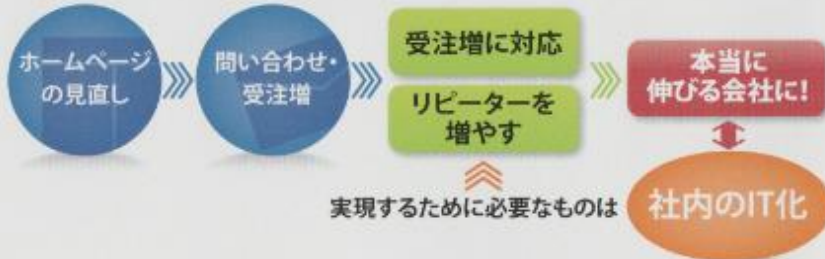 ホームページ
の見直し
問い合わせ・
受注増
受注増に対応
リピーターを
増やす
本当に
伸びる会社に!
実現するために必要なものは
社内のIT化